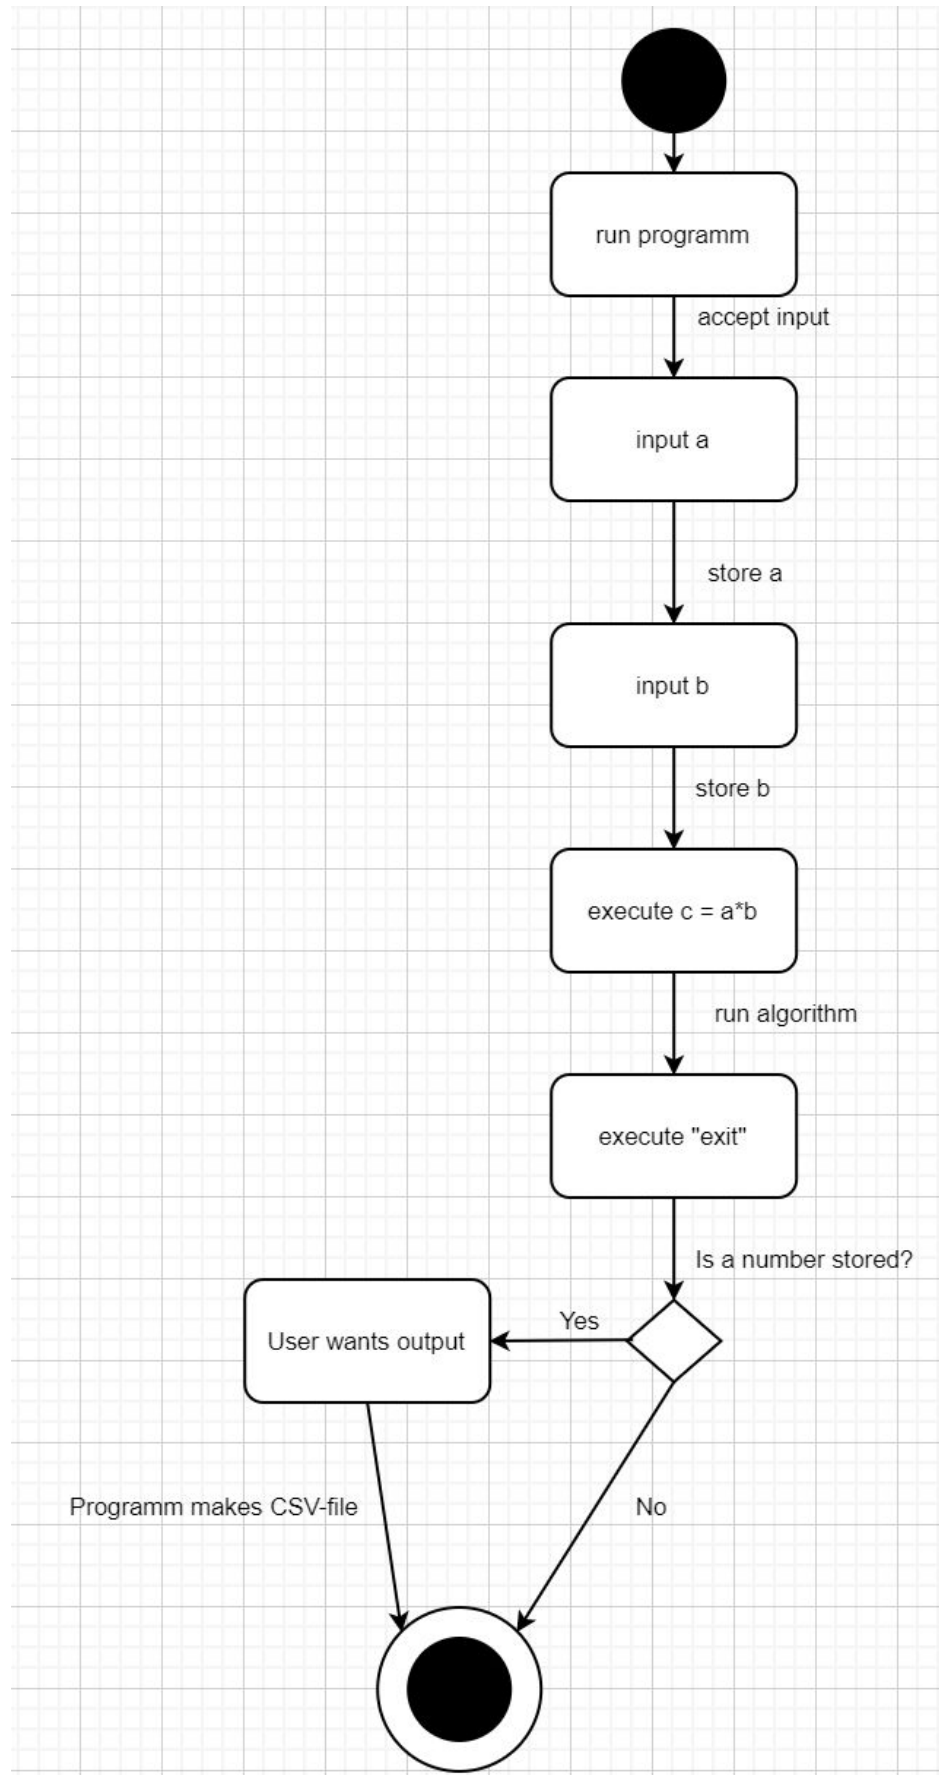 run programm
accept input
input a
store a
input b
store b
execute c = a*b
run algorithm
execute "exit"
Is a number stored?
Yes
User wants output
Programm makes CSV-file
No